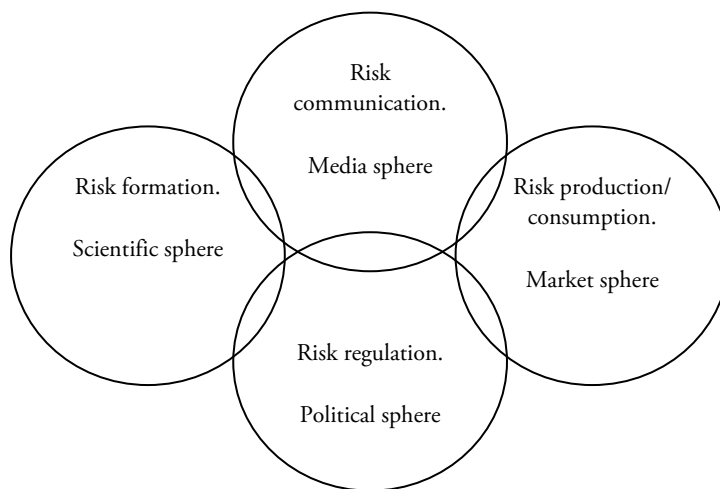 Risk
communication.
Media sphere
Risk formation.
Scientific sphere
Risk production/
consumption.
Market sphere
Risk regulation.
Political sphere